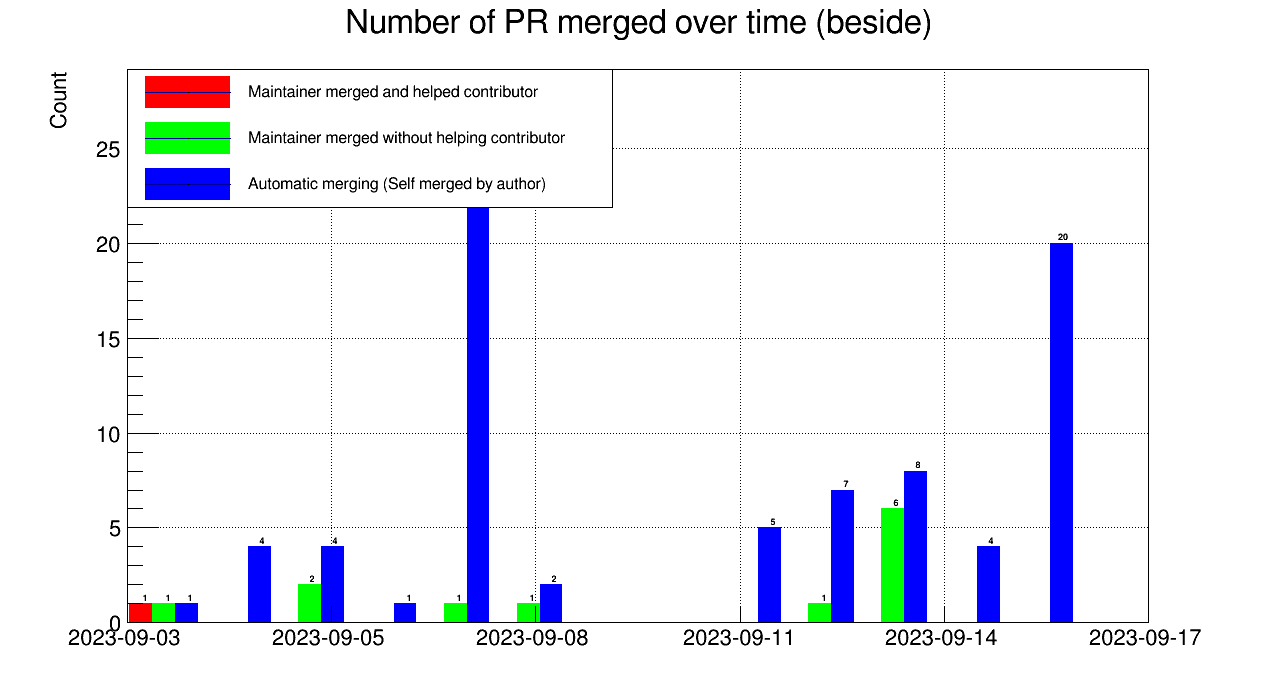 Number of PR merged over time (beside)
Count
Maintainer merged and helped contributor
Maintainer merged without helping contributor
Automatic merging (Self merged by author)
25
20
15
10
5
0
1 1 1 4 2 4 1 1 1 2 5 1 7 6 8 4 20
2023-09-03 2023-09-05 2023-09-08 2023-09-11 2023-09-14 2023-09-17